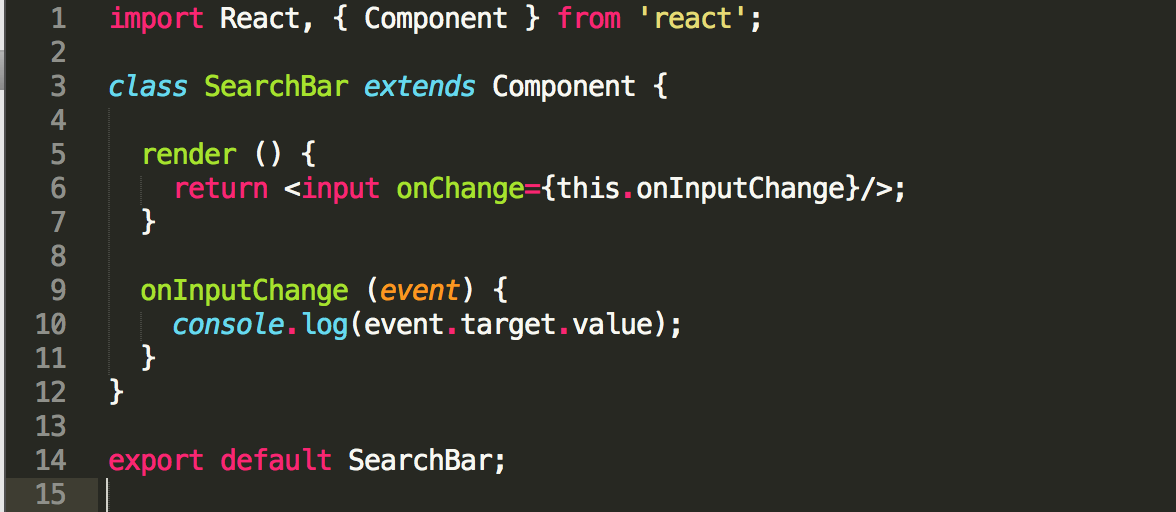 1 import React, { Component } from 'react';
2
3 class SearchBar extends Component {
4
5   render () {
6     return <input onChange={this.onInputChange}/>;
7   }
8
9   onInputChange (event) {
10     console.log(event.target.value);
11   }
12 }
13
14 export default SearchBar;
15